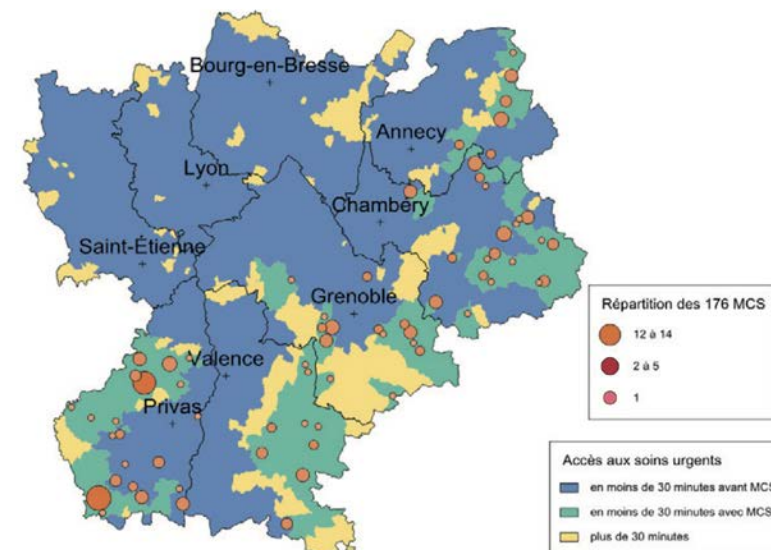 Bourg-en-Bresse
Annecy
Lyon
Chambéry
Saint-Étienne
Grenoble
Valence
Privas
Répartition des 176 MCS
12 à 14
2 à 5
1
Accès aux soins urgents
en moins de 30 minutes avant MCS
en moins de 30 minutes avec MCS
plus de 30 minutes